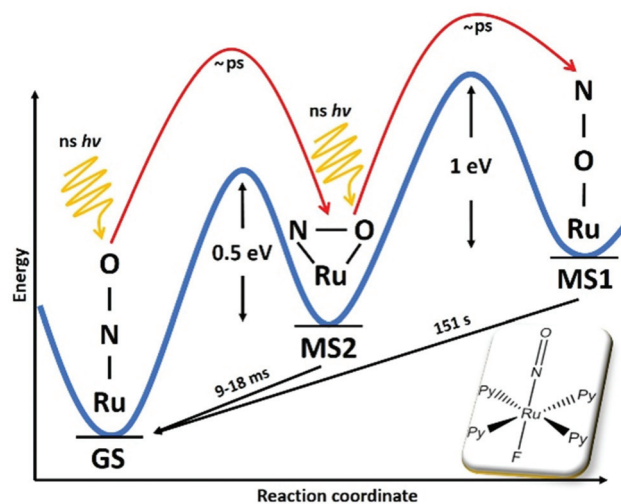 ~ps
~ps
ns hν
ns hν
N
O
Ru
1 eV
MS1
O
N
Ru
GS
N
O
Ru
0.5 eV
MS2
151 s
9-18 ms
O
N
Py
Ru
Py
Py
Py
F
Energy
Reaction coordinate